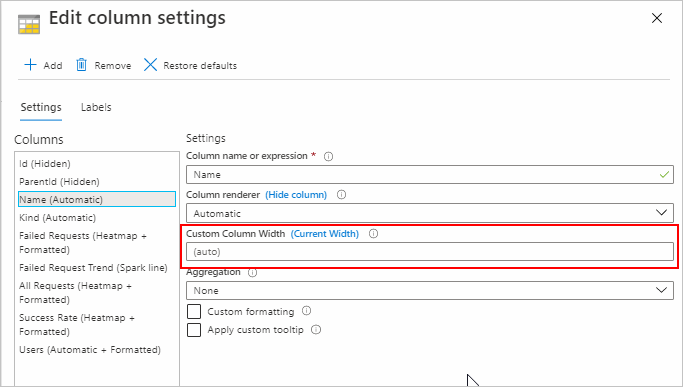 Edit column settings
Add Remove Restore defaults
Settings Labels
Columns
Id (Hidden)
ParentId (Hidden)
Name (Automatic)
Kind (Automatic)
Failed Requests (Heatmap +
Formatted)
Failed Request Trend (Spark line)
All Requests (Heatmap +
Formatted)
Success Rate (Heatmap +
Formatted)
Users (Automatic + Formatted)
Settings
Column name or expression *
Name
Column renderer (Hide column)
Automatic
Custom Column Width (Current Width)
(auto)
Aggregation
None
Custom formatting
Apply custom tooltip